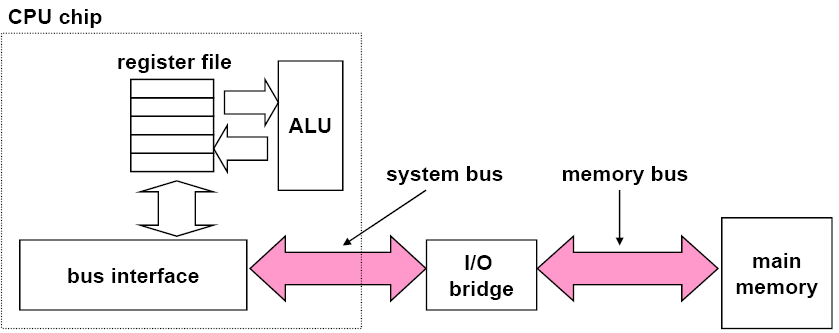 CPU chip
register file
ALU
system bus
memory bus
bus interface
I/O
bridge
main
memory